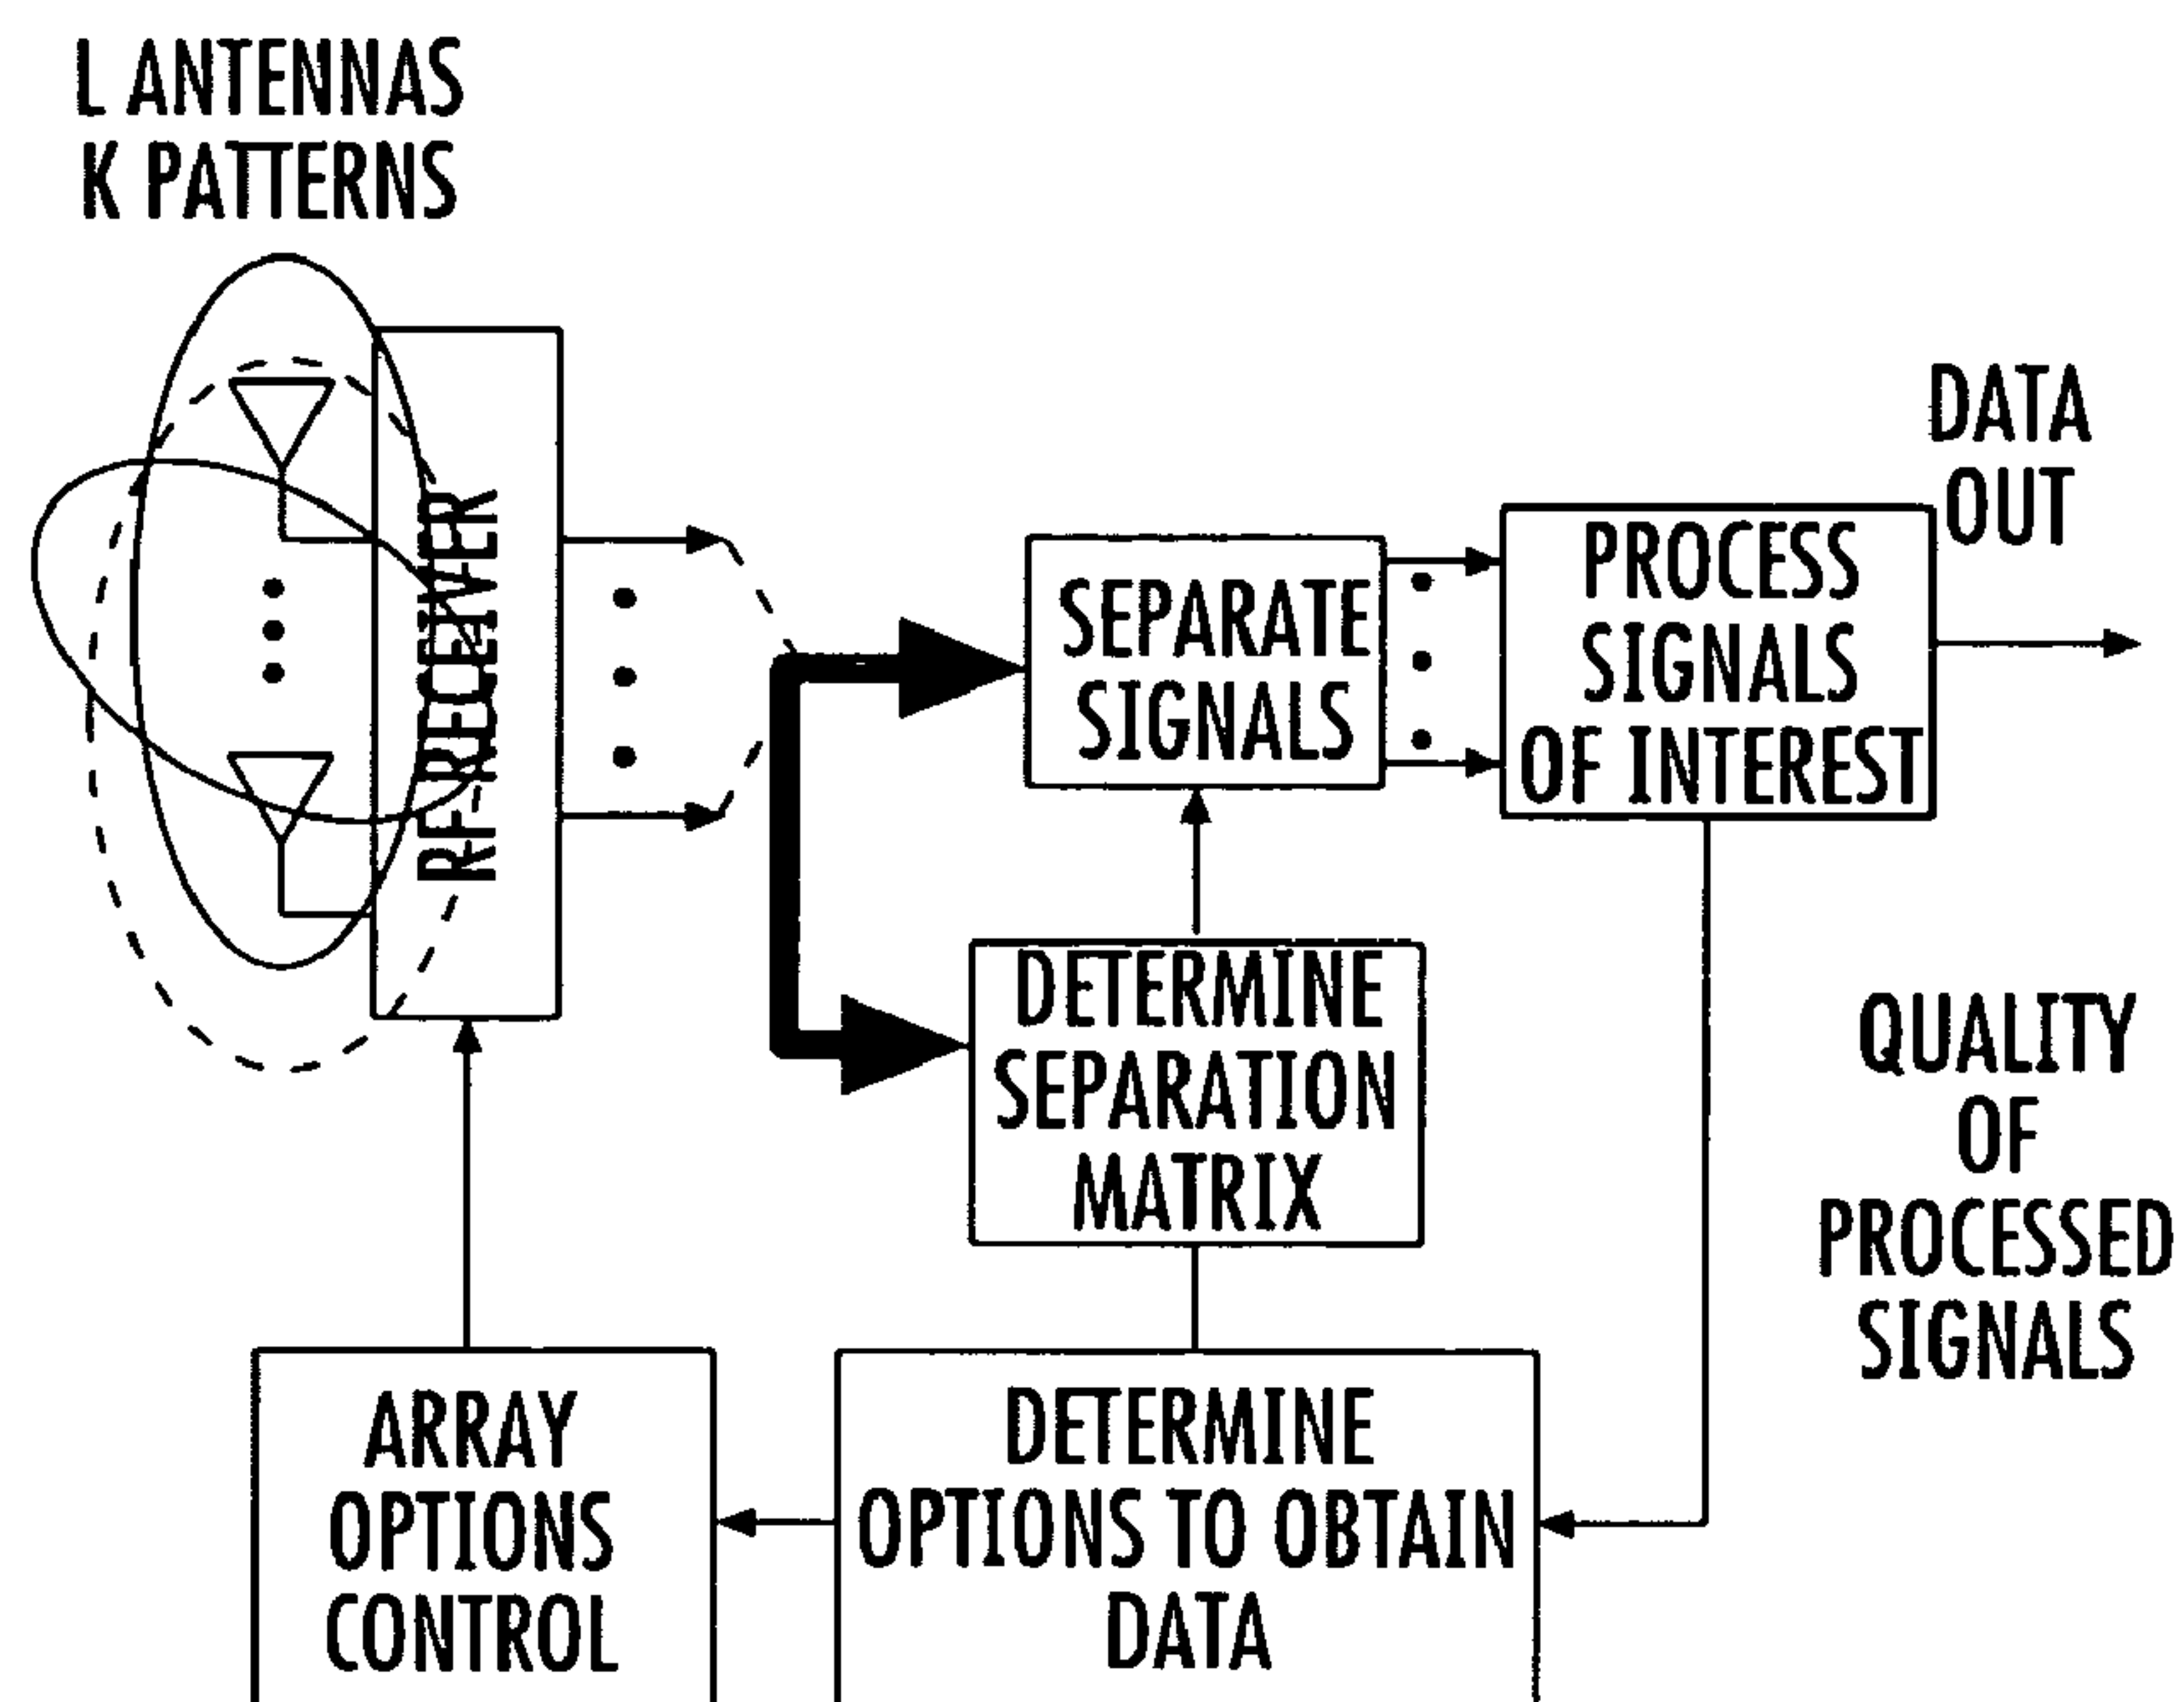 L ANTENNAS
K PATTERNS
RF RECEIVER
DATA
OUT
SEPARATE
SIGNALS
PROCESS
SIGNALS
OF INTEREST
DETERMINE
SEPARATION
MATRIX
QUALITY
OF
PROCESSED
SIGNALS
ARRAY
OPTIONS
CONTROL
DETERMINE
OPTIONS TO OBTAIN
DATA